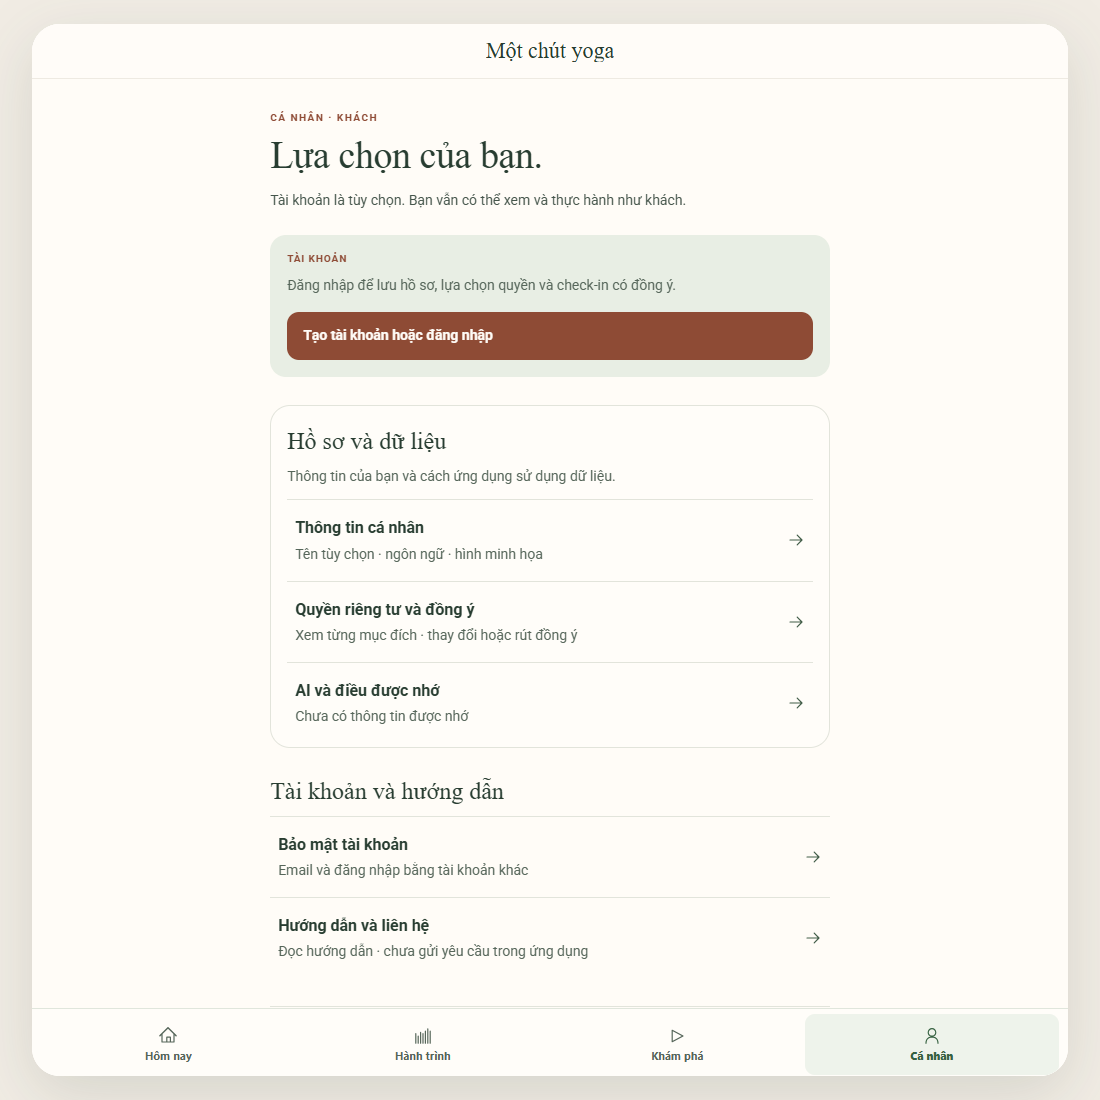 Một chút yoga
CÁ NHÂN · KHÁCH
Lựa chọn của bạn.
Tài khoản là tùy chọn. Bạn vẫn có thể xem và thực hành như khách.
TÀI KHOẢN
Đăng nhập để lưu hồ sơ, lựa chọn quyền và check-in có đồng ý.
Tạo tài khoản hoặc đăng nhập
Hồ sơ và dữ liệu
Thông tin của bạn và cách ứng dụng sử dụng dữ liệu.
Thông tin cá nhân
Tên tùy chọn · ngôn ngữ · hình minh họa
Quyền riêng tư và đồng ý
Xem từng mục đích · thay đổi hoặc rút đồng ý
AI và điều được nhớ
Chưa có thông tin được nhớ
Tài khoản và hướng dẫn
Bảo mật tài khoản
Email và đăng nhập bằng tài khoản khác
Hướng dẫn và liên hệ
Đọc hướng dẫn · chưa gửi yêu cầu trong ứng dụng
Hôm nay
Hành trình
Khám phá
Cá nhân